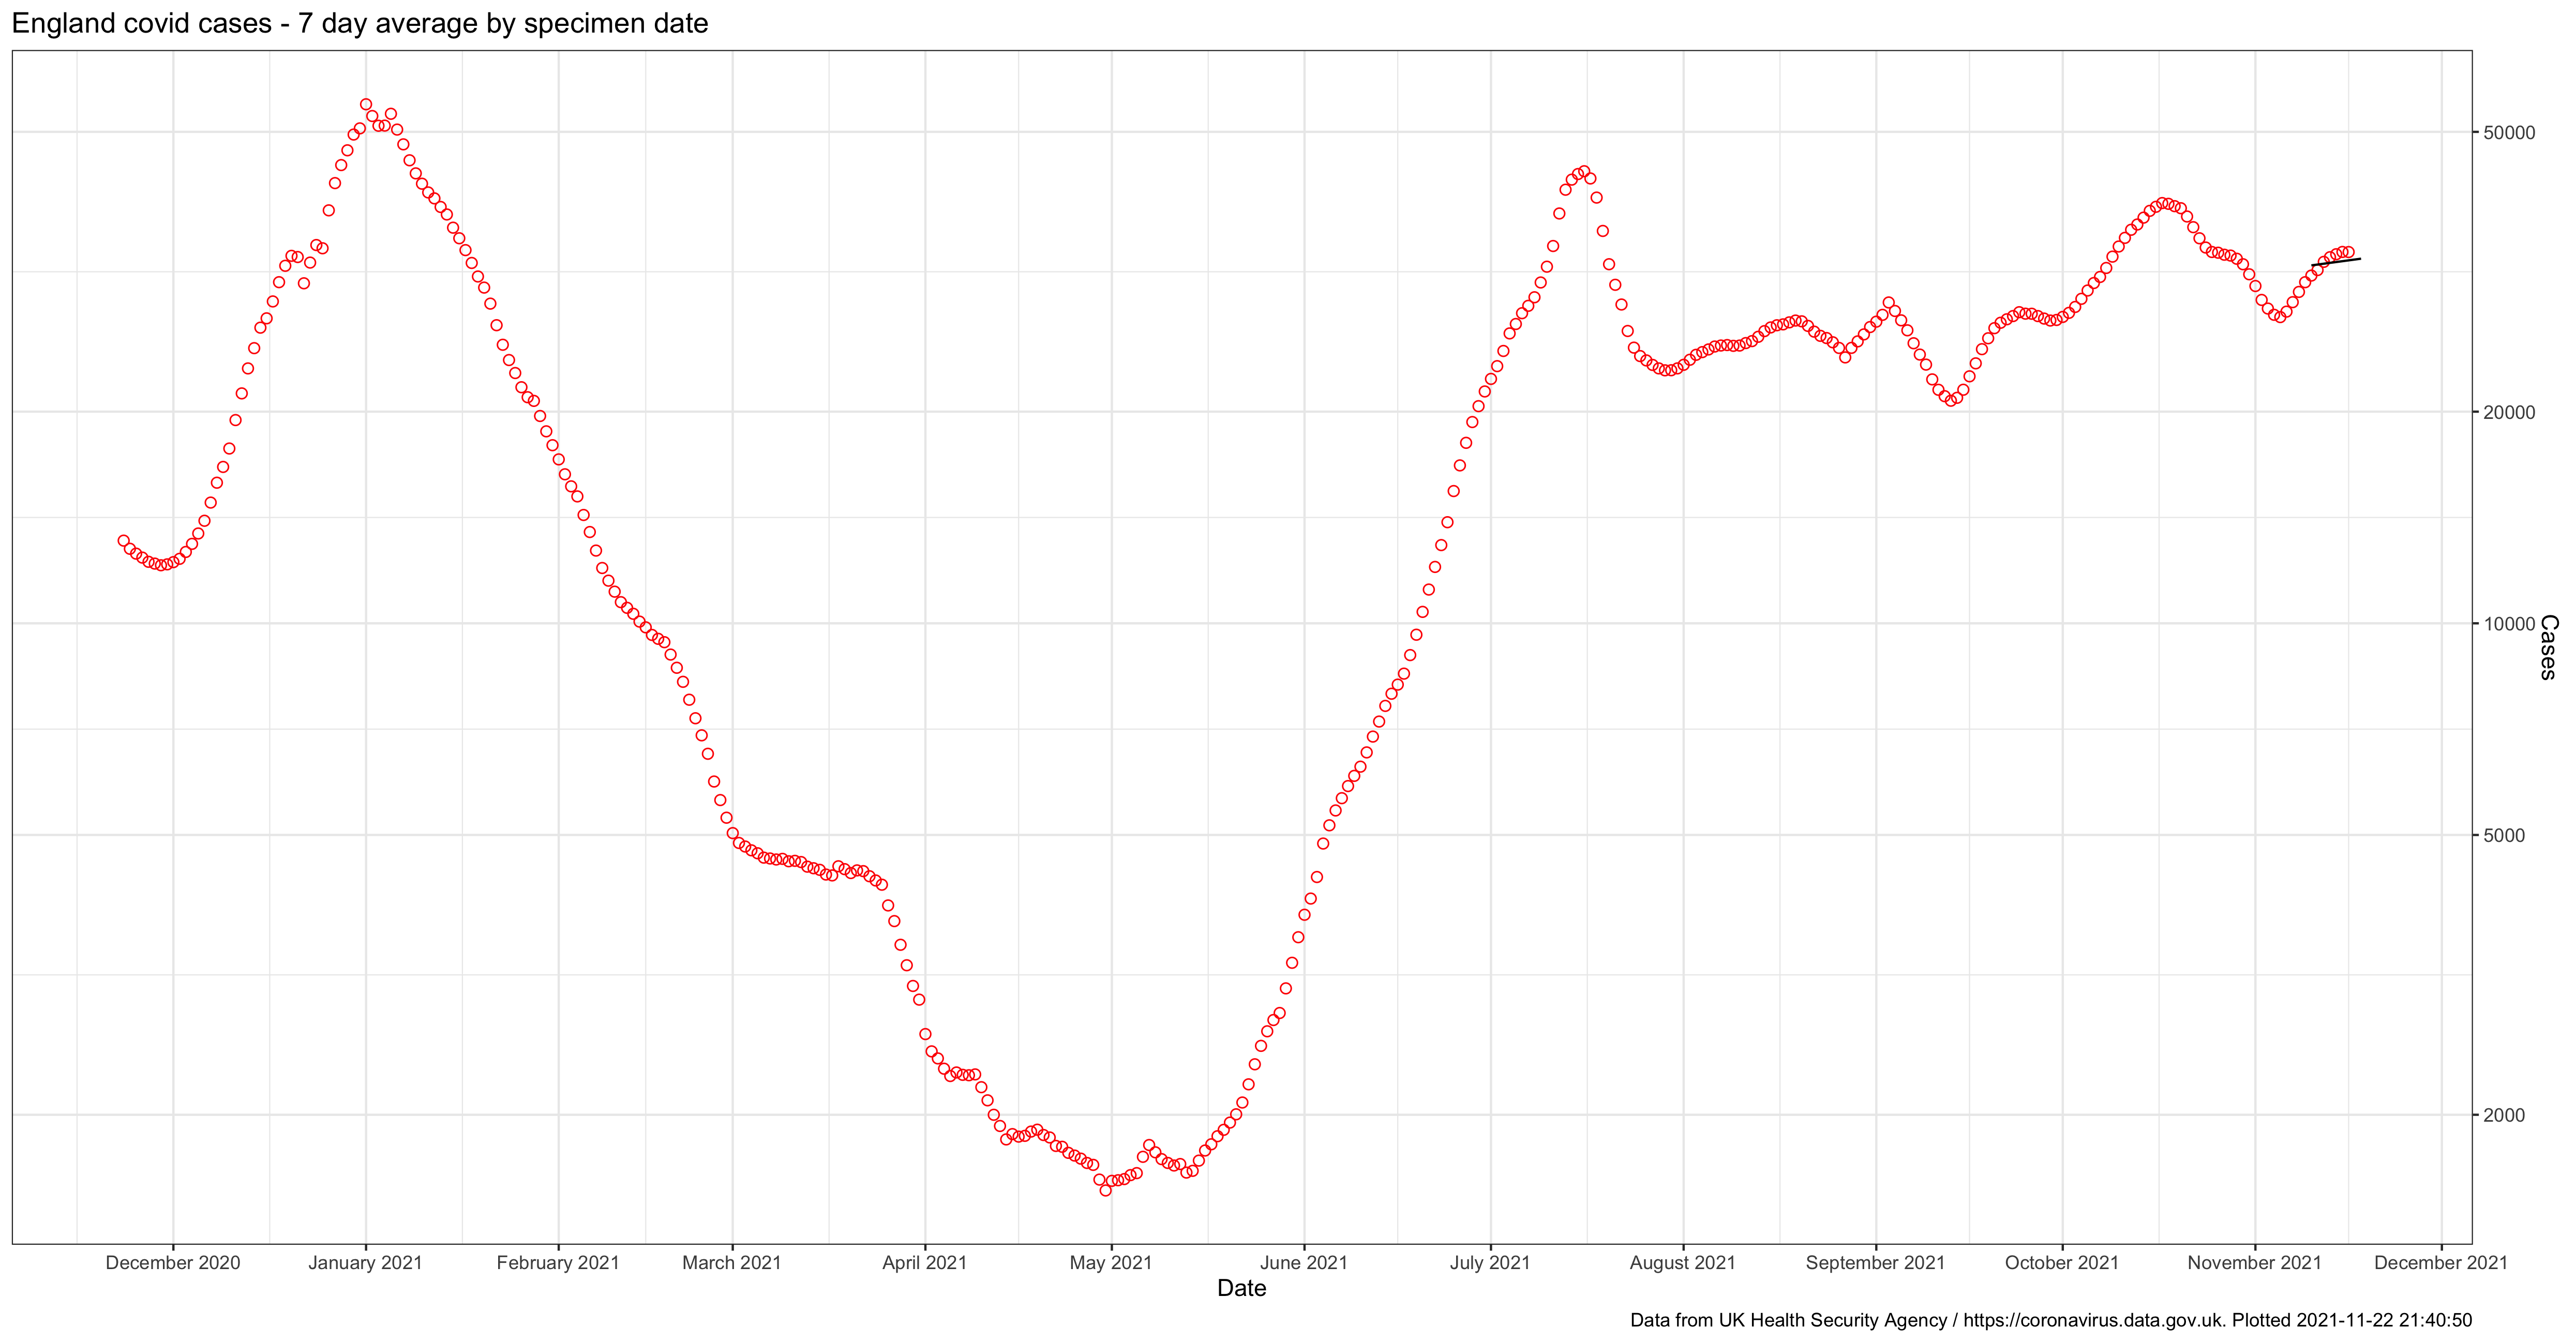 England covid cases - 7 day average by specimen date
50000
20000
10000
5000
2000
Cases
December 2020
January 2021
February 2021
March 2021
April 2021
May 2021
June 2021
July 2021
August 2021
September 2021
October 2021
November 2021
December 2021
Date
Data from UK Health Security Agency / https://coronavirus.data.gov.uk. Plotted 2021-11-22 21:40:50